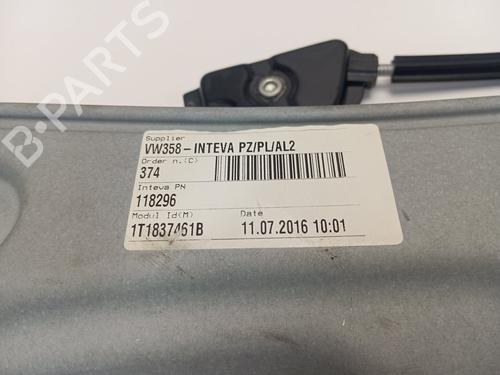 Supplier
VW358-INTEVA PZ/PL/AL2
Order n.(C)
374
Inteva PN
118296
Modul Id(M)
1T1837461B
Date
11.07.2016 10:01
B-PARTS